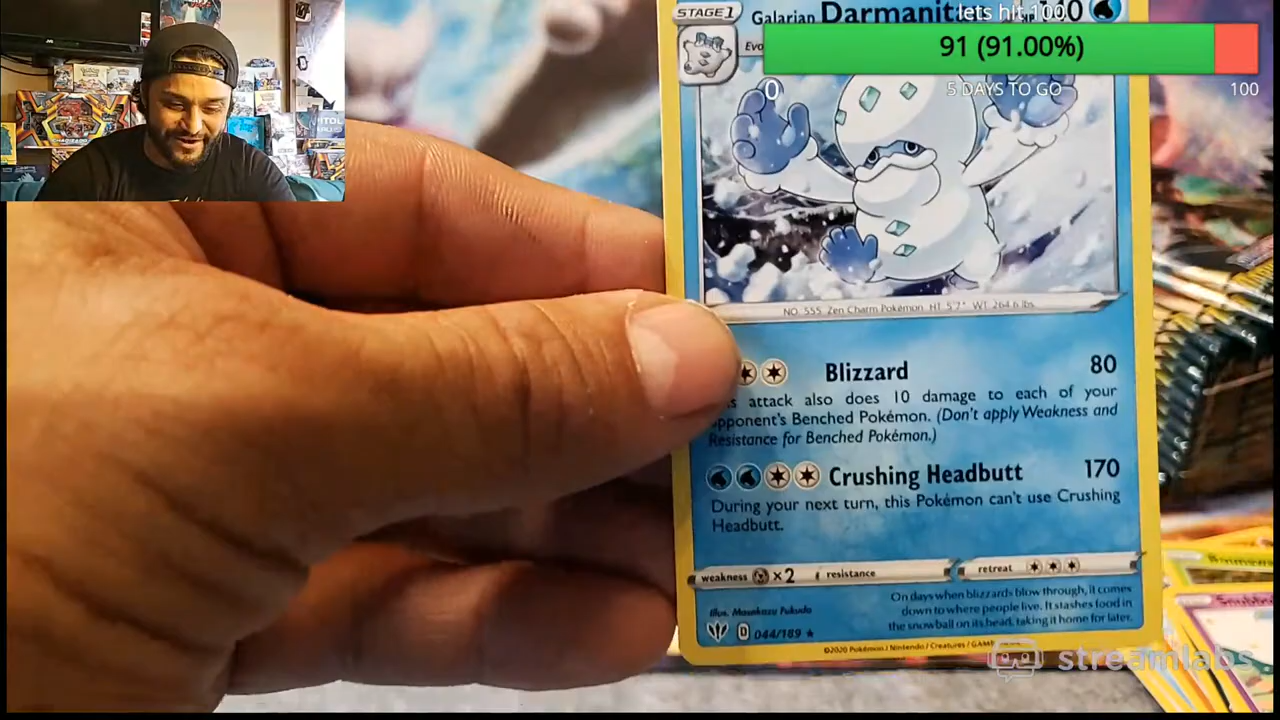 STAGE 1
Galarian Darmanit
lets hit 100
0
91 (91.00%)
0
5 DAYS TO GO
100
NO. 555 Zen Charm Pokémon HT: 5'7" WT: 264.6 lbs.
Blizzard 80
attack also does 10 damage to each of your
opponent's Benched Pokémon. (Don't apply Weakness and
Resistance for Benched Pokémon.)
Crushing Headbutt 170
During your next turn, this Pokémon can't use Crushing
Headbutt.
weakness ×2 resistance retreat
On days when blizzards blow through, it comes
down to where people live. It stashes food in
the snowball on its head, taking it home for later.
Illus. Masakazu Fukuda
D 044/189 ★
©2020 Pokémon / Nintendo / Creatures / GAM
streamlabs